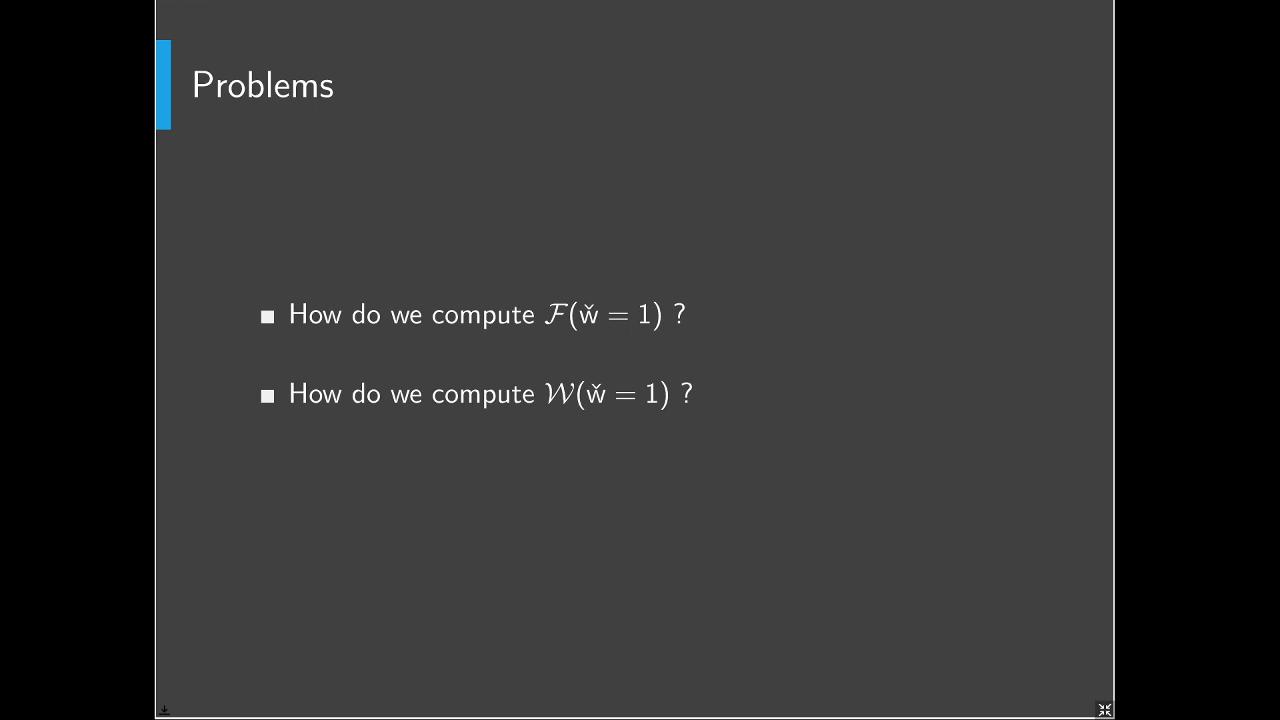 Problems
How do we compute ℱ(w̌ = 1) ?
How do we compute 𝒲(w̌ = 1) ?